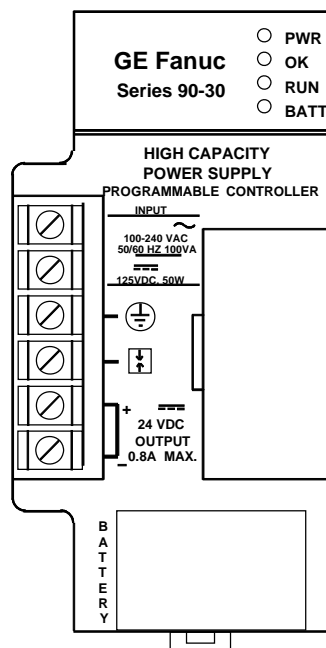 GE Fanuc
Series 90-30
PWR
OK
RUN
BATT
HIGH CAPACITY
POWER SUPPLY
PROGRAMMABLE CONTROLLER
INPUT
100-240 VAC
50/60 HZ 100VA
125VDC, 50W
+
24 VDC
OUTPUT
0.8A MAX.
–
BATTERY